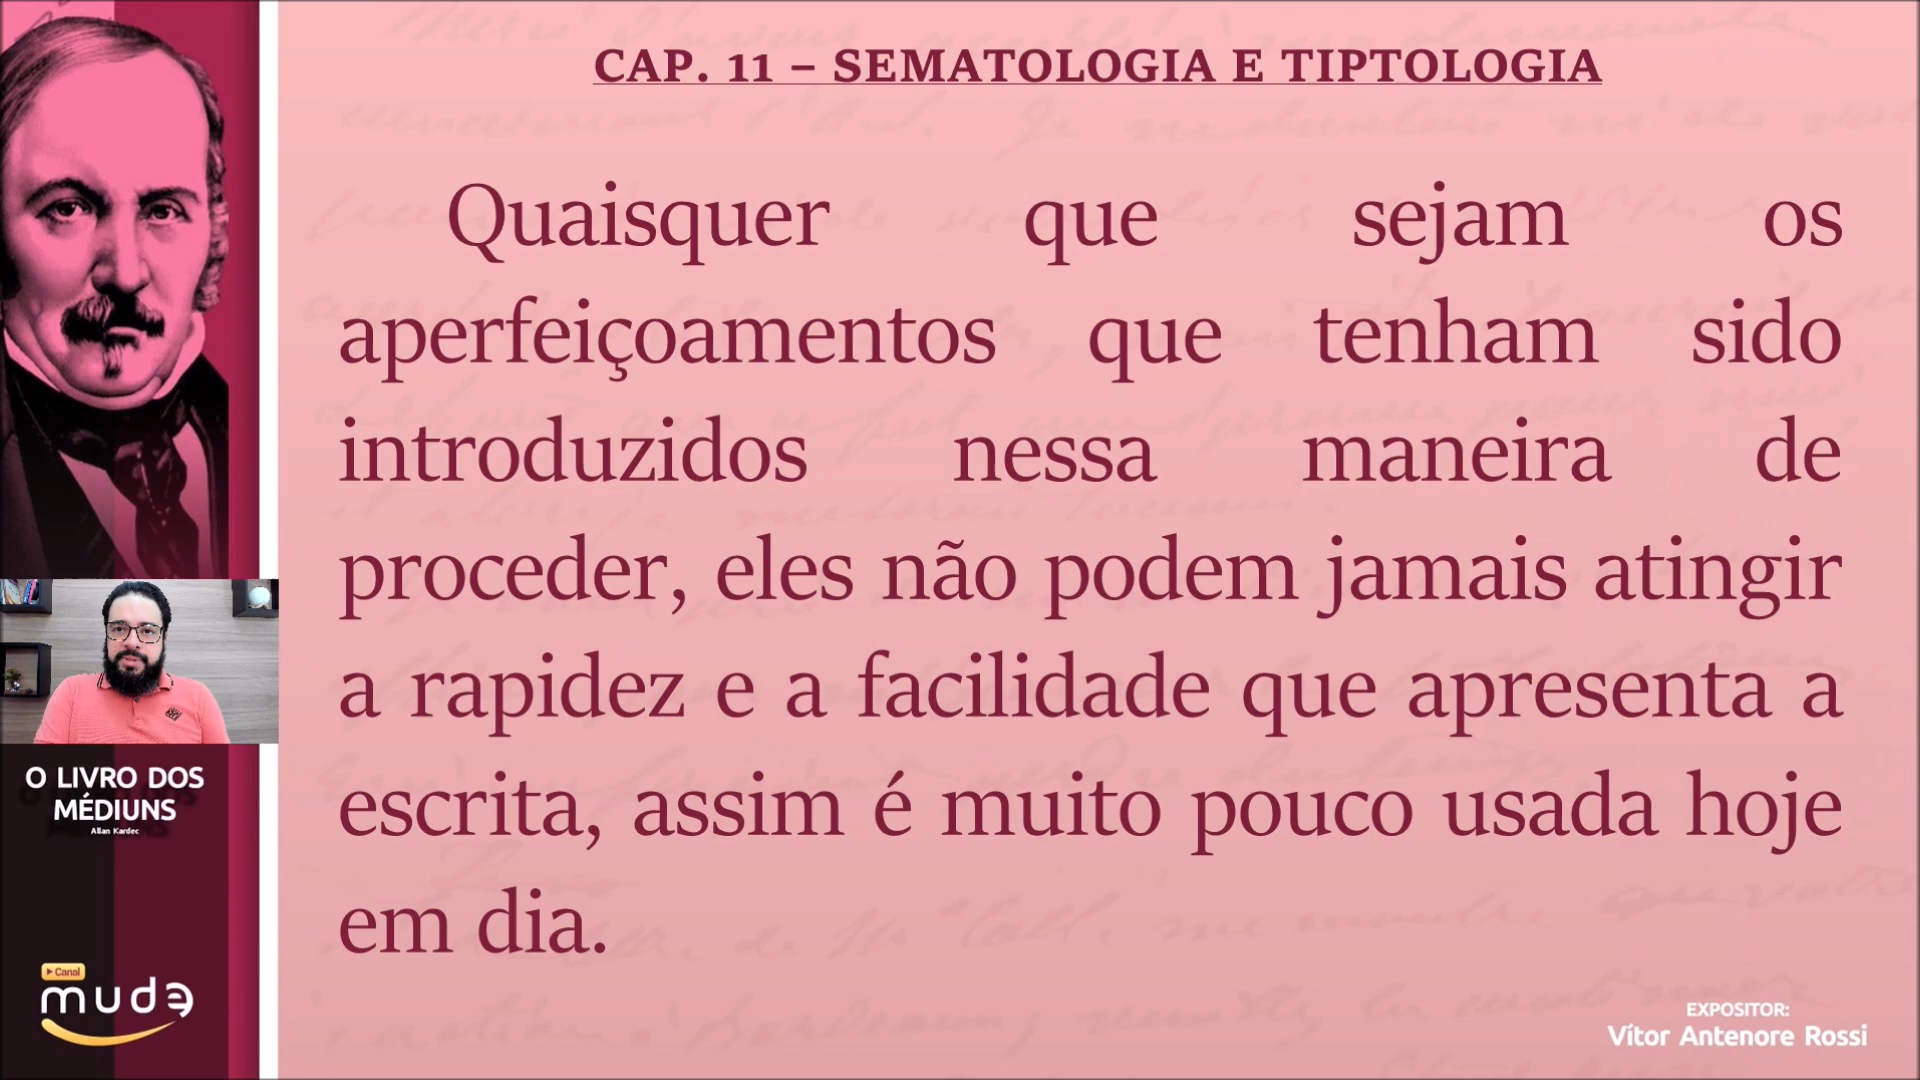 CAP. 11 – SEMATOLOGIA E TIPTOLOGIA
Quaisquer que sejam os
aperfeiçoamentos que tenham sido
introduzidos nessa maneira de
proceder, eles não podem jamais atingir
a rapidez e a facilidade que apresenta a
escrita, assim é muito pouco usada hoje
em dia.
O LIVRO DOS
MÉDIUNS
Allan Kardec
Canal
mude
EXPOSITOR:
Vítor Antenore Rossi